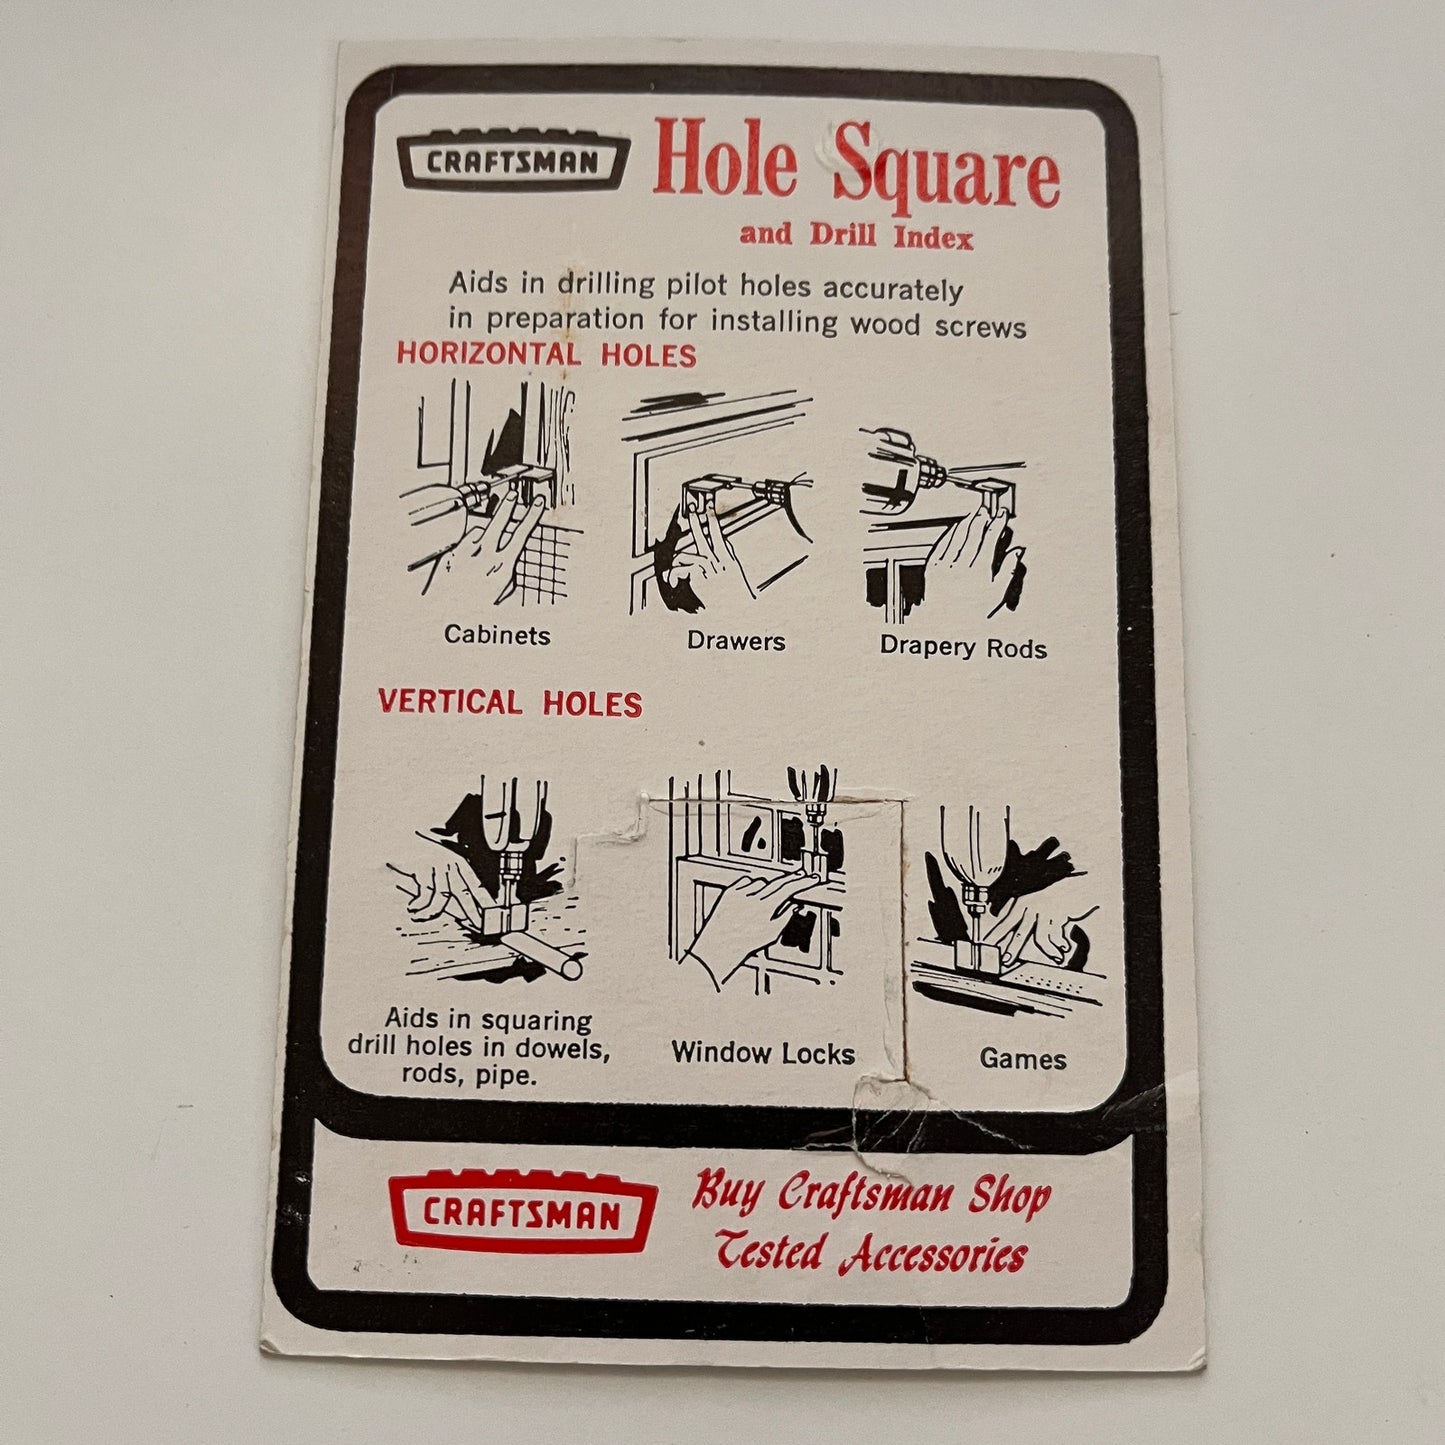 CRAFTSMAN
Hole Square
and Drill Index
Aids in drilling pilot holes accurately
in preparation for installing wood screws
HORIZONTAL HOLES
Cabinets
Drawers
Drapery Rods
VERTICAL HOLES
Aids in squaring
drill holes in dowels,
rods, pipe.
Window Locks
Games
CRAFTSMAN
Buy Craftsman Shop
Tested Accessories